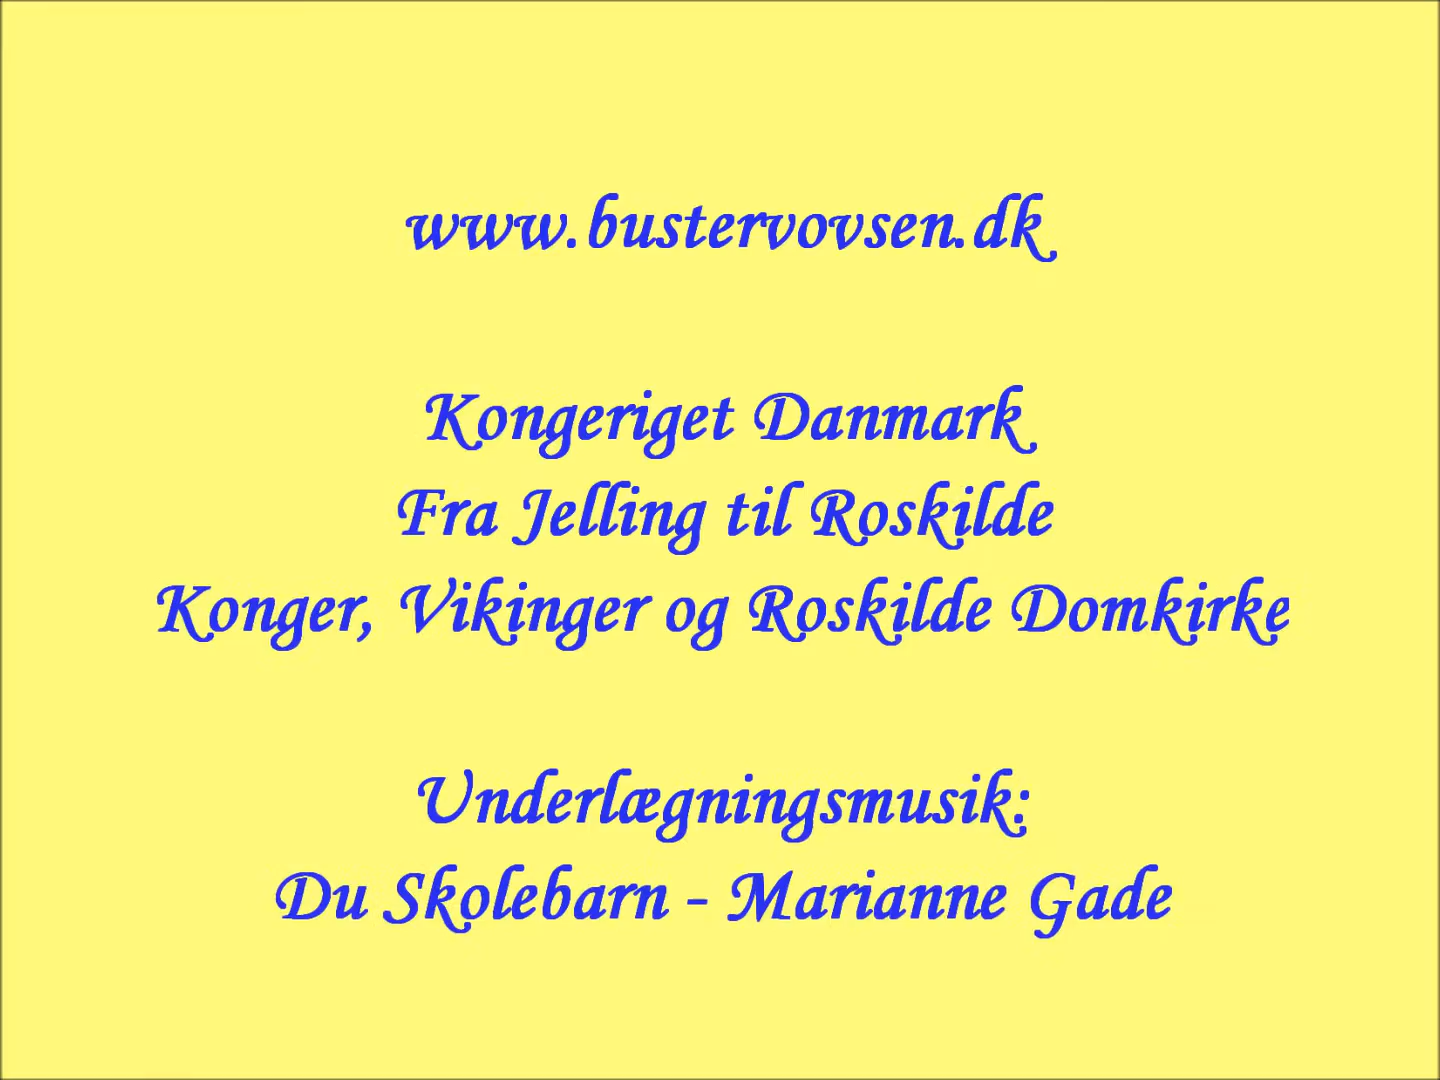 www.bustervovsen.dk
Kongeriget Danmark
Fra Jelling til Roskilde
Konger, Vikinger og Roskilde Domkirke
Underlægningsmusik:
Du Skolebarn - Marianne Gade